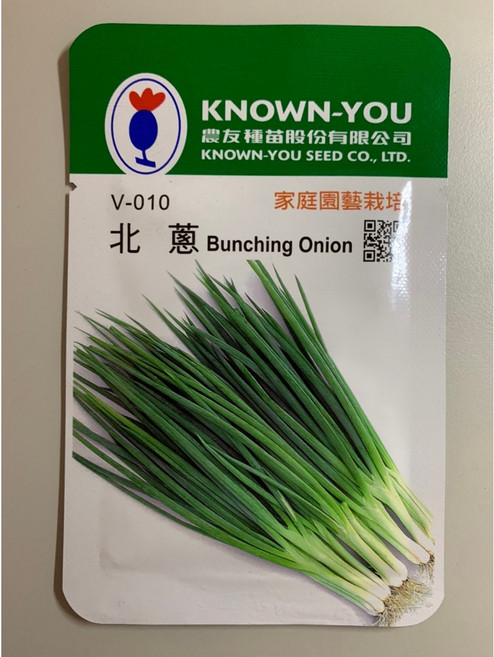 KNOWN-YOU
農友種苗股份有限公司
KNOWN-YOU SEED CO., LTD.
V-010
家庭園藝栽培
北 蔥 Bunching Onion